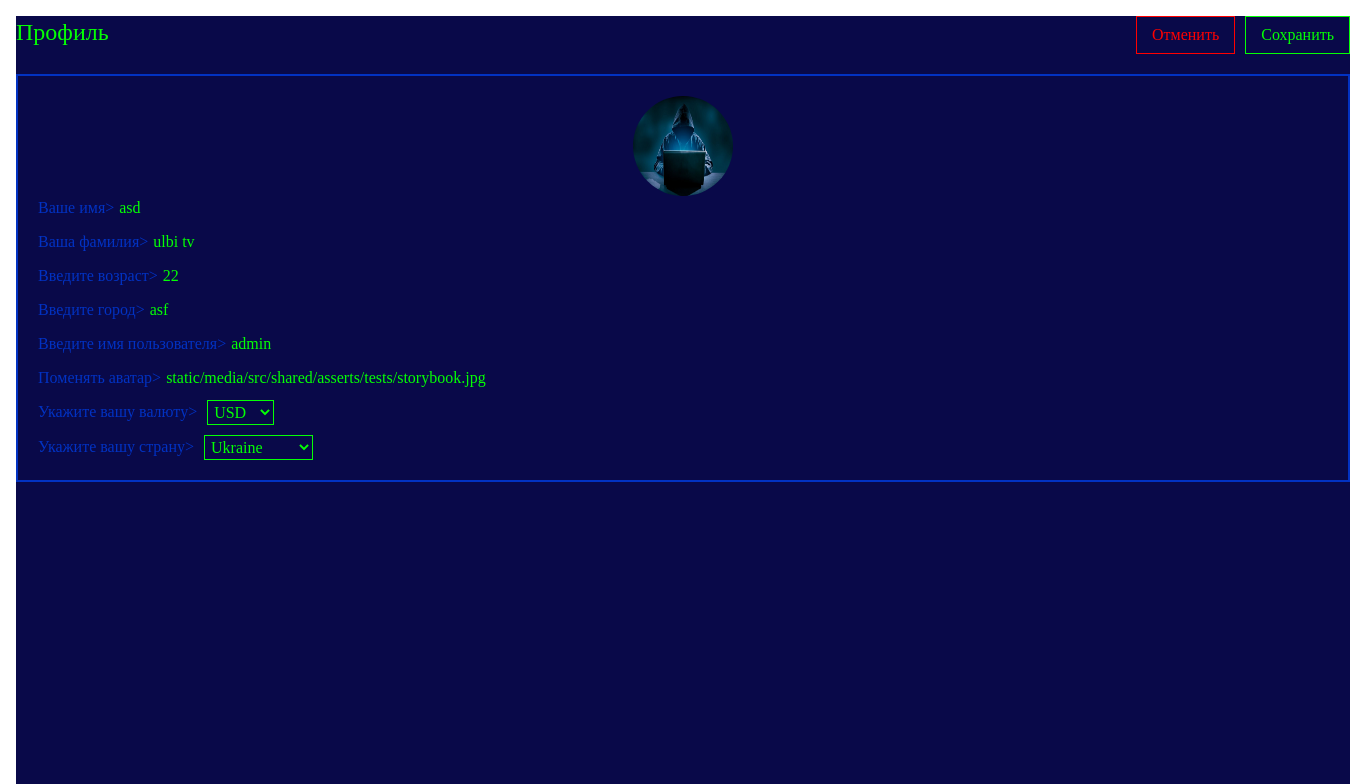 Профиль
Отменить
Сохранить
Ваше имя> asd
Ваша фамилия> ulbi tv
Введите возраст> 22
Введите город> asf
Введите имя пользователя> admin
Поменять аватар> static/media/src/shared/asserts/tests/storybook.jpg
Укажите вашу валюту> USD
Укажите вашу страну> Ukraine